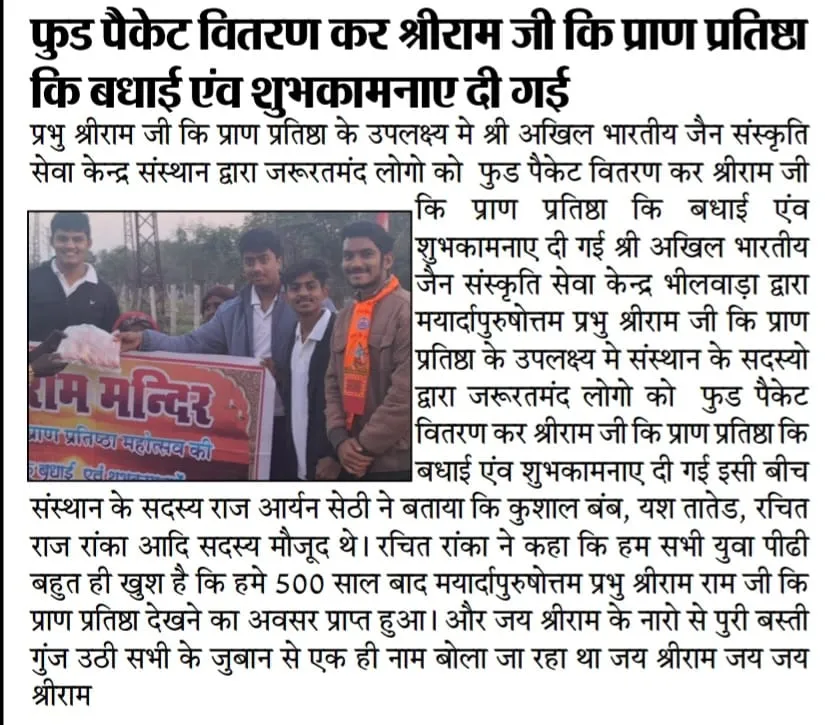 फुड पैकेट वितरण कर श्रीराम जी कि प्राण प्रतिष्ठा
कि बधाई एंव शुभकामनाए दी गई
प्रभु श्रीराम जी कि प्राण प्रतिष्ठा के उपलक्ष्य मे श्री अखिल भारतीय जैन संस्कृति
सेवा केन्द्र संस्थान द्वारा जरूरतमंद लोगो को फुड पैकेट वितरण कर श्रीराम जी
कि प्राण प्रतिष्ठा कि बधाई एंव
शुभकामनाए दी गई श्री अखिल भारतीय
जैन संस्कृति सेवा केन्द्र भीलवाड़ा द्वारा
मयार्दापुरुषोत्तम प्रभु श्रीराम जी कि प्राण
प्रतिष्ठा के उपलक्ष्य मे संस्थान के सदस्यो
द्वारा जरूरतमंद लोगो को फुड पैकेट
वितरण कर श्रीराम जी कि प्राण प्रतिष्ठा कि
बधाई एंव शुभकामनाए दी गई इसी बीच
संस्थान के सदस्य राज आर्यन सेठी ने बताया कि कुशाल बंब, यश तातेड, रचित
राज रांका आदि सदस्य मौजूद थे। रचित रांका ने कहा कि हम सभी युवा पीढी
बहुत ही खुश है कि हमे 500 साल बाद मयार्दापुरुषोत्तम प्रभु श्रीराम राम जी कि
प्राण प्रतिष्ठा देखने का अवसर प्राप्त हुआ। और जय श्रीराम के नारो से पुरी बस्ती
गुंज उठी सभी के जुबान से एक ही नाम बोला जा रहा था जय श्रीराम जय जय
श्रीराम
राम मन्दिर
प्राण प्रतिष्ठा महोत्सव की
बधाई एवं